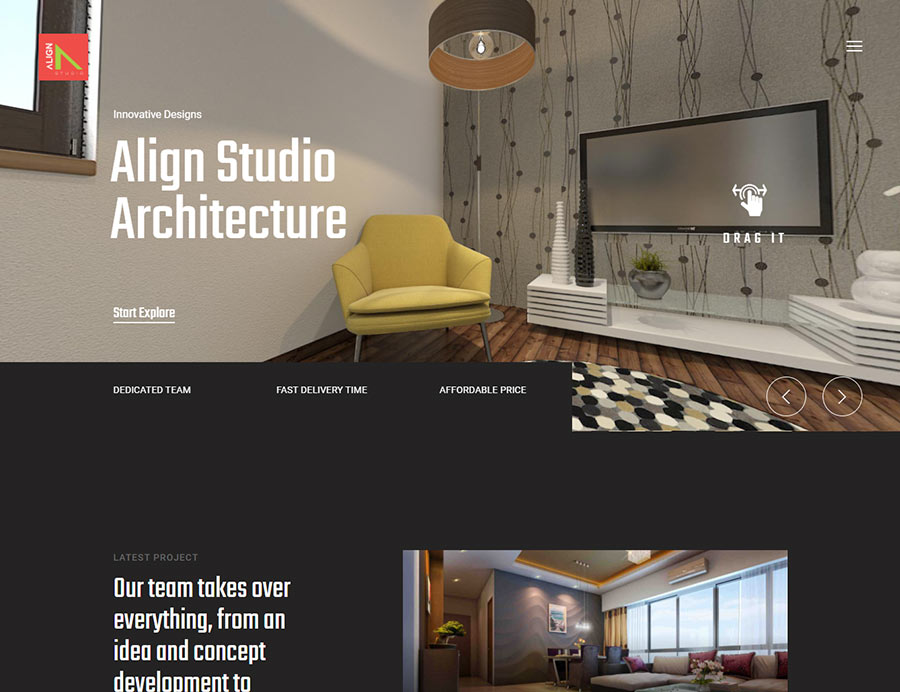 ALIGN
STUDIO
Innovative Designs
Align Studio
Architecture
DRAG IT
Start Explore
DEDICATED TEAM
FAST DELIVERY TIME
AFFORDABLE PRICE
LATEST PROJECT
Our team takes over
everything, from an
idea and concept
development to